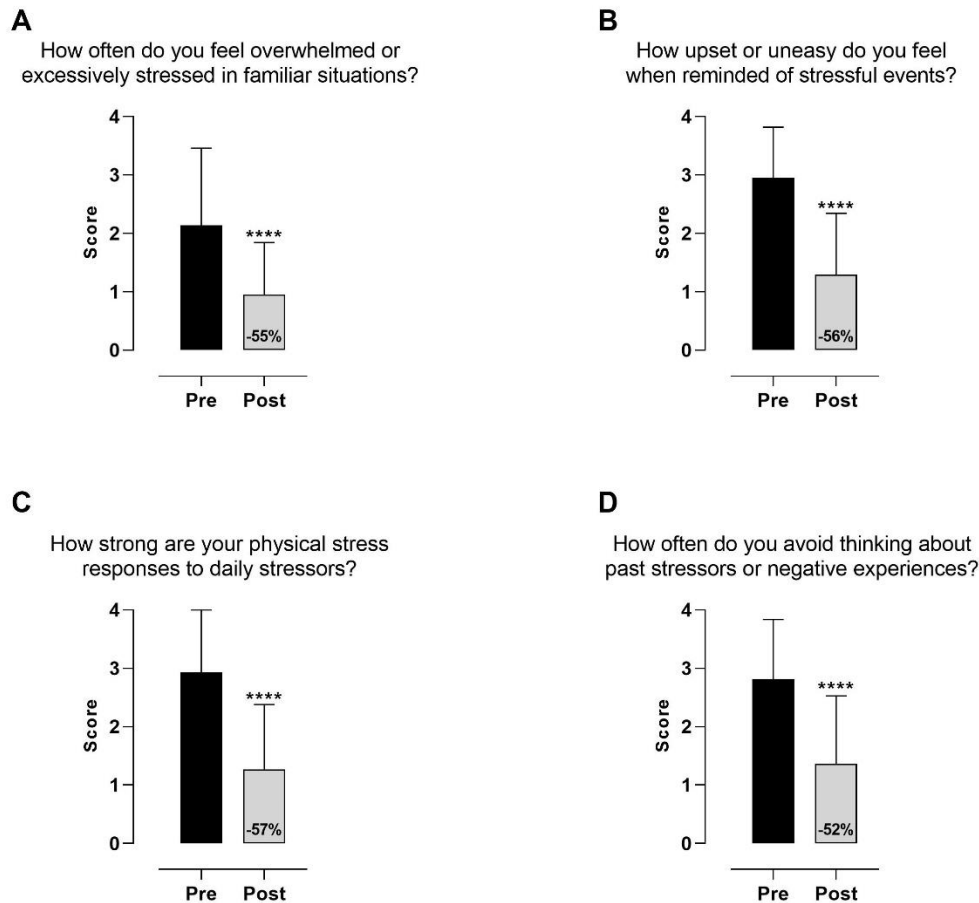 A
How often do you feel overwhelmed or
excessively stressed in familiar situations?
4
3
2
1
0
Score
****
-55%
Pre Post
B
How upset or uneasy do you feel
when reminded of stressful events?
4
3
2
1
0
Score
****
-56%
Pre Post
C
How strong are your physical stress
responses to daily stressors?
4
3
2
1
0
Score
****
-57%
Pre Post
D
How often do you avoid thinking about
past stressors or negative experiences?
4
3
2
1
0
Score
****
-52%
Pre Post